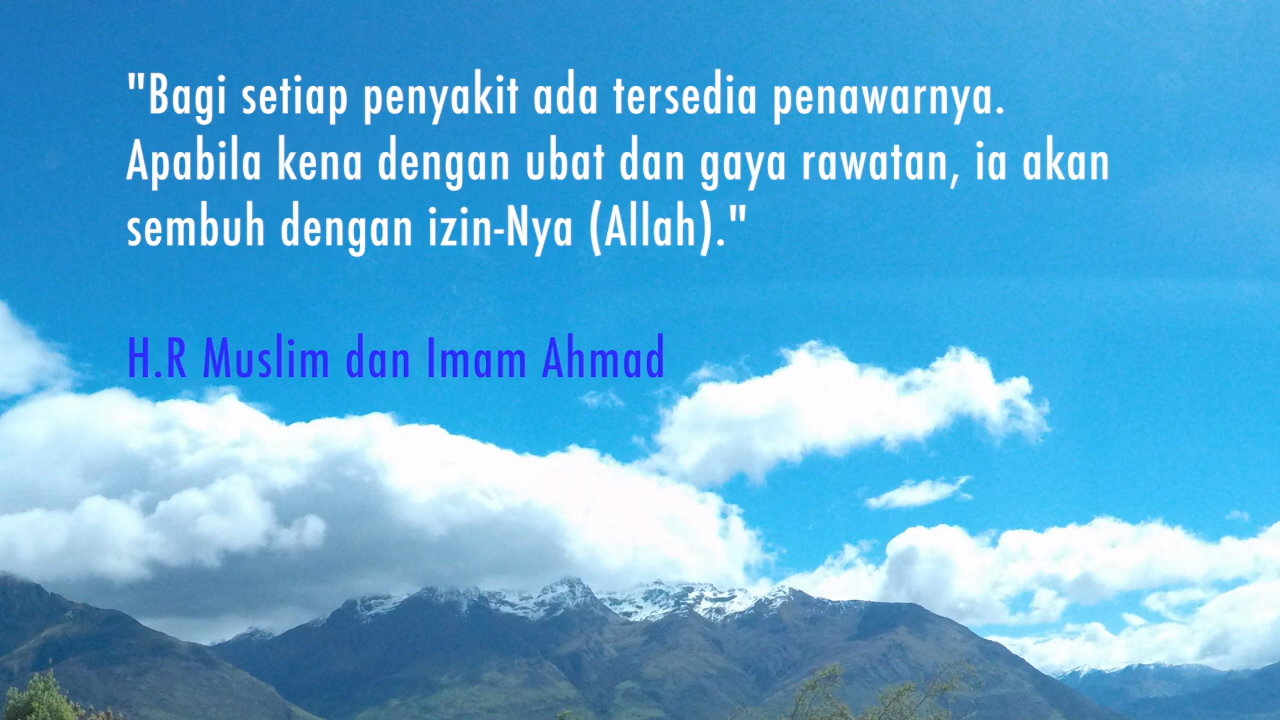 "Bagi setiap penyakit ada tersedia penawarnya.
Apabila kena dengan ubat dan gaya rawatan, ia akan
sembuh dengan izin-Nya (Allah)."
H.R Muslim dan Imam Ahmad